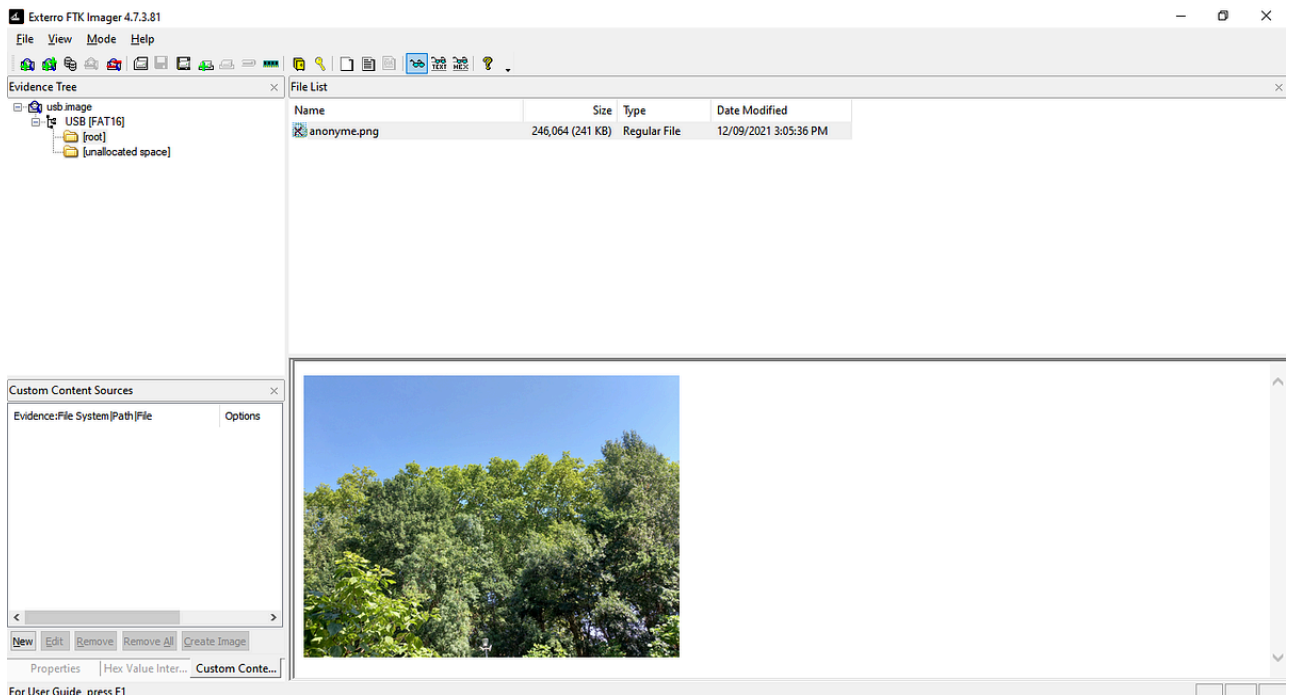 Exterro FTK Imager 4.7.3.81
File View Mode Help
TEXT HEX
Evidence Tree
usb.image
USB [FAT16]
[root]
[unallocated space]
File List
Name Size Type Date Modified
anonyme.png 246,064 (241 KB) Regular File 12/09/2021 3:05:36 PM
Custom Content Sources
Evidence:File System|Path|File Options
New Edit Remove Remove All Create Image
Properties Hex Value Inter... Custom Conte...
For User Guide, press F1